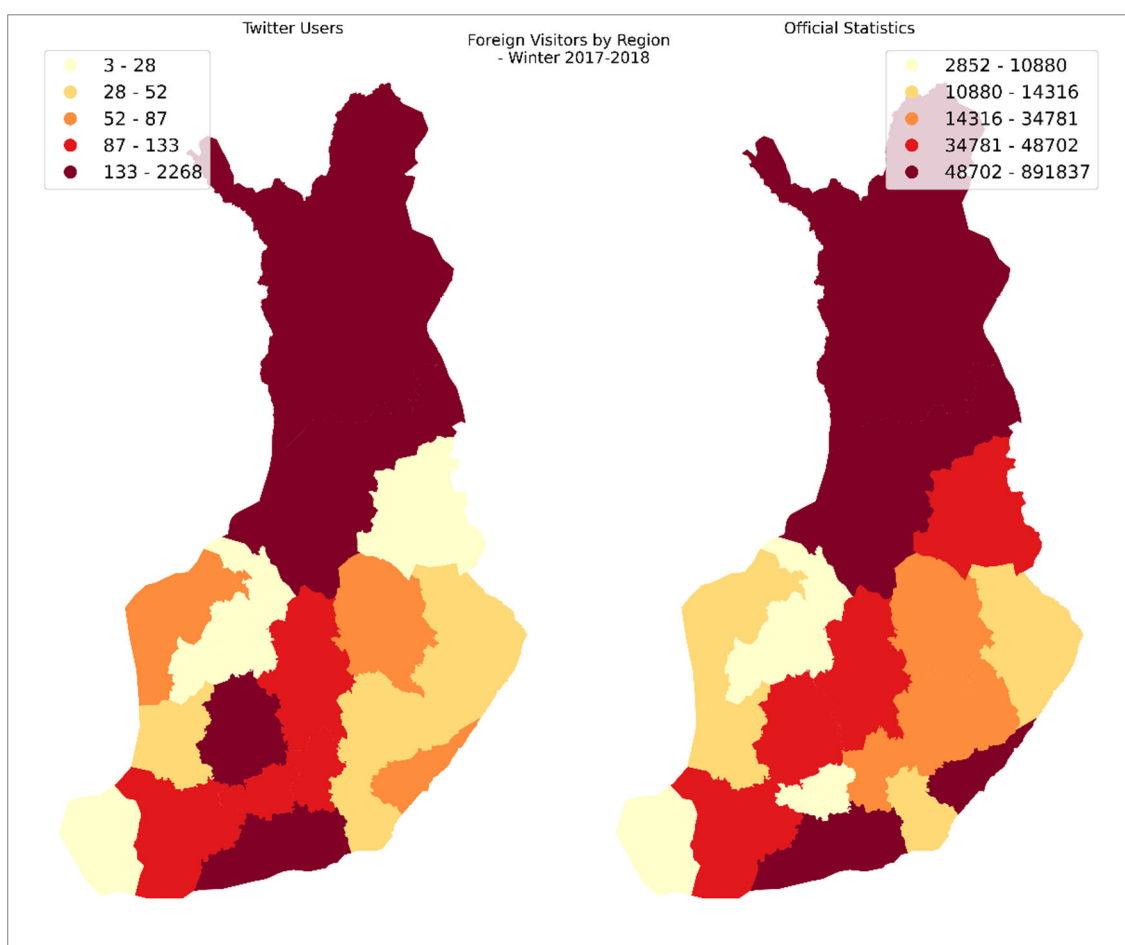 Twitter Users
Foreign Visitors by Region
- Winter 2017-2018
Official Statistics
3 - 28
28 - 52
52 - 87
87 - 133
133 - 2268
2852 - 10880
10880 - 14316
14316 - 34781
34781 - 48702
48702 - 891837